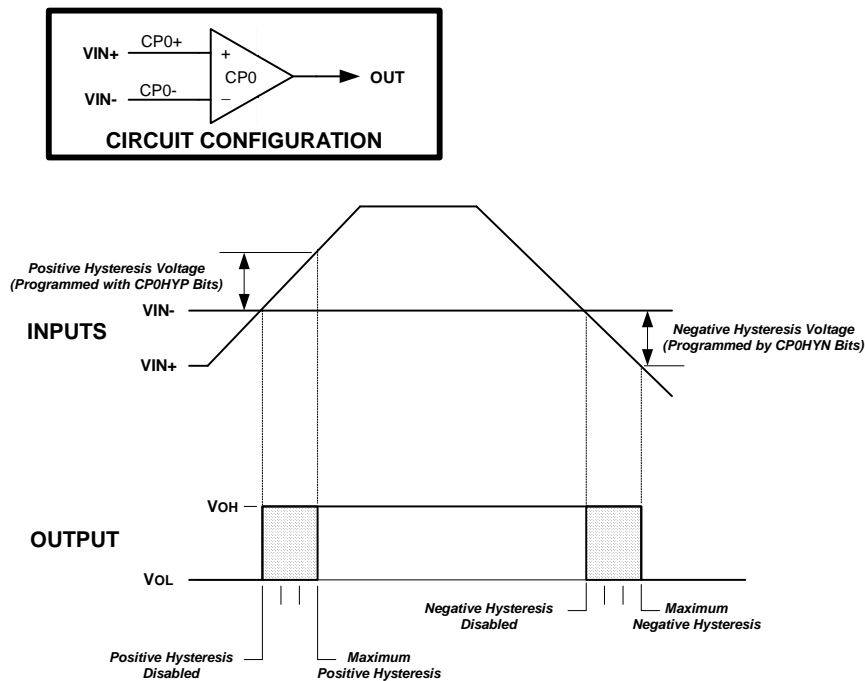 VIN+
CP0+
+
CP0
VIN-
CP0-
_
OUT
CIRCUIT CONFIGURATION
Positive Hysteresis Voltage
(Programmed with CP0HYP Bits)
VIN-
INPUTS
VIN+
Negative Hysteresis Voltage
(Programmed by CP0HYN Bits)
VOH
OUTPUT
VOL
Negative Hysteresis
Disabled
Maximum
Negative Hysteresis
Positive Hysteresis
Disabled
Maximum
Positive Hysteresis